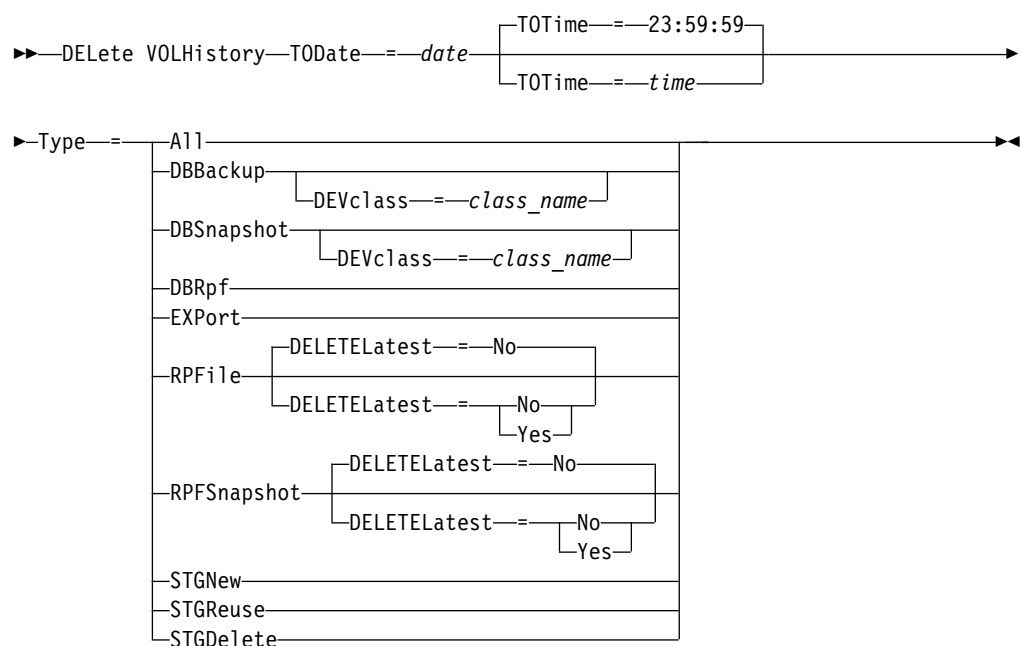 TOTime = 23:59:59
DELete VOLHistory TODate = date
TOTime = time
Type = All
DBBackup
DEVclass = class_name
DBSnapshot
DEVclass = class_name
DBRpf
EXPort
DELETELatest = No
RPFile
DELETELatest = No
Yes
DELETELatest = No
RPFSnapshot
DELETELatest = No
Yes
STGNew
STGReuse
STGDelete